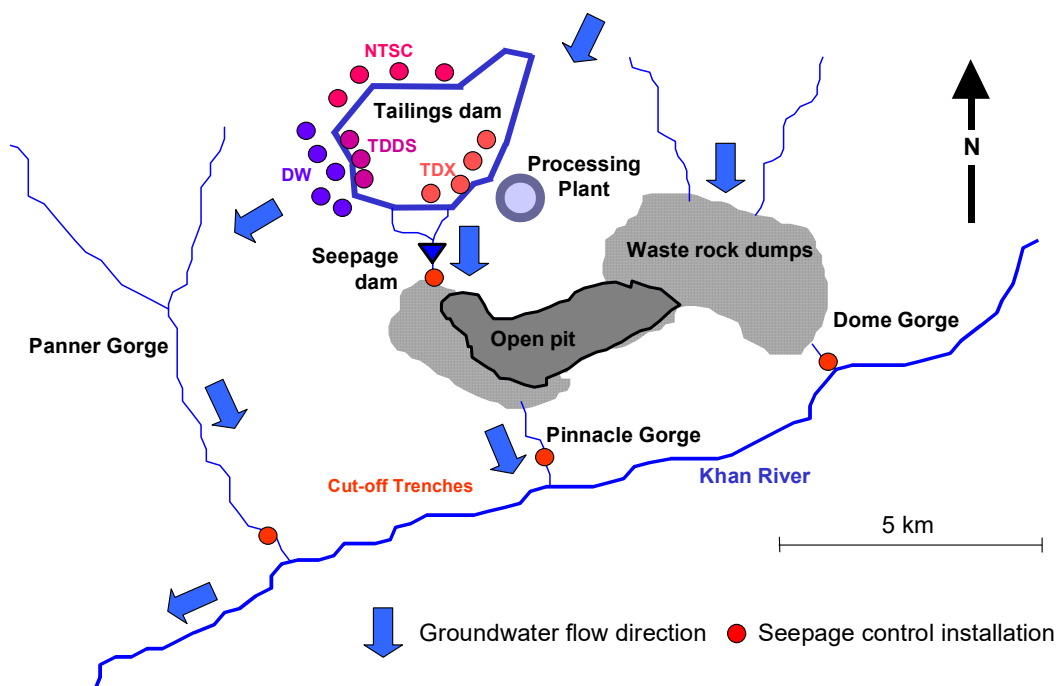 NTSC
Tailings dam
N
TDDS
TDX
DW
Processing
Plant
Seepage
dam
Waste rock dumps
Dome Gorge
Open pit
Panner Gorge
Pinnacle Gorge
Khan River
Cut-off Trenches
5 km
Groundwater flow direction
Seepage control installation